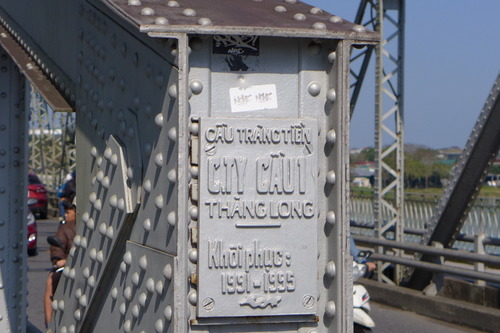 CẦU TRÀNG TIỀN
CTY CẦU 1
THĂNG LONG
Khôi phục:
1991-1995